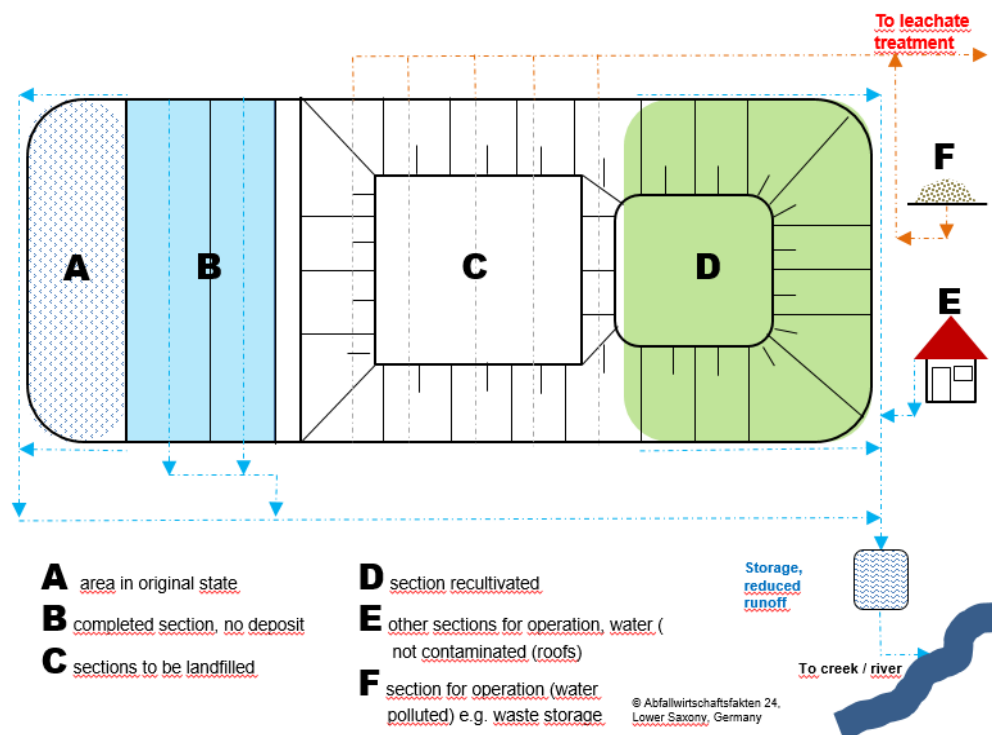 To leachate
treatment
F
A
B
C
D
E
A area in original state
B completed section, no deposit
C sections to be landfilled
D section recultivated
E other sections for operation, water (
not contaminated (roofs)
F section for operation (water
polluted) e.g. waste storage
Storage,
reduced
runoff
To creek / river
© Abfallwirtschaftsfakten 24,
Lower Saxony, Germany